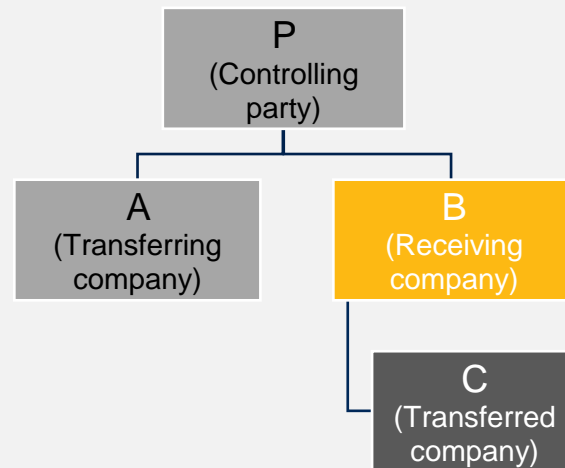 P
(Controlling
party)
A
(Transferring
company)
B
(Receiving
company)
C
(Transferred
company)